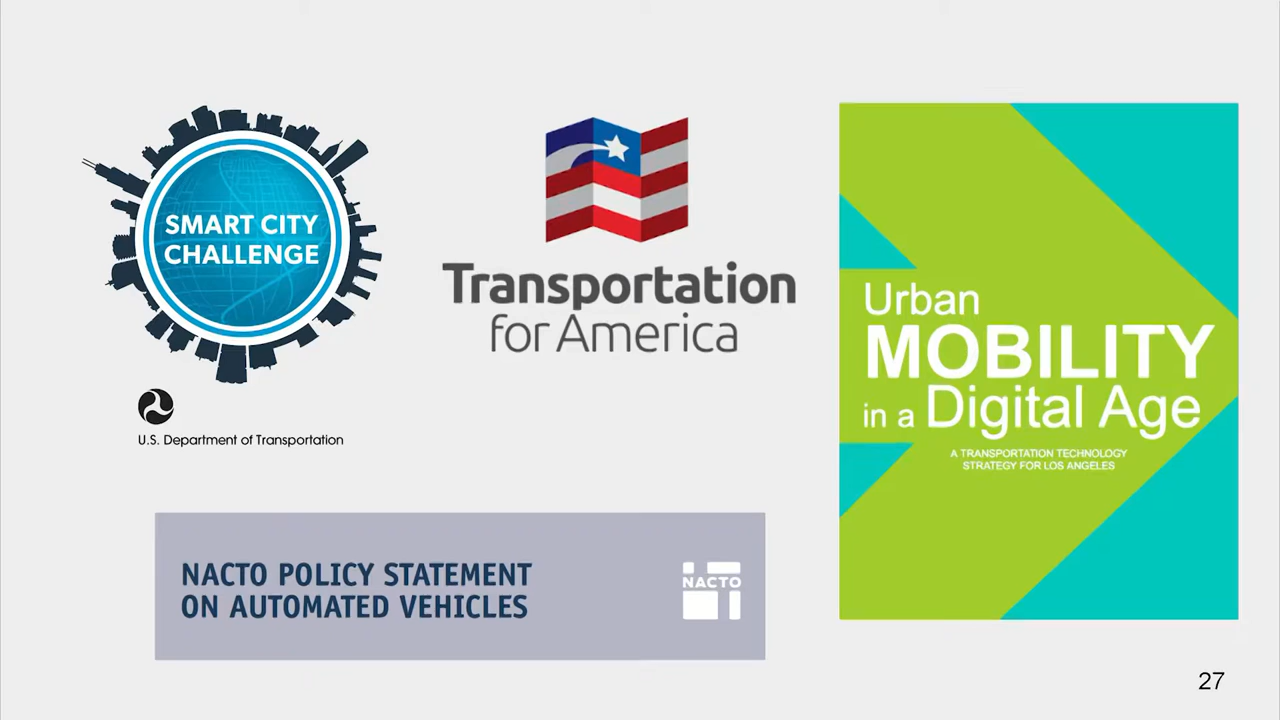 SMART CITY
CHALLENGE
U.S. Department of Transportation
Transportation
for America
Urban
MOBILITY
in a Digital Age
A TRANSPORTATION TECHNOLOGY
STRATEGY FOR LOS ANGELES
NACTO POLICY STATEMENT
ON AUTOMATED VEHICLES
NACTO
27